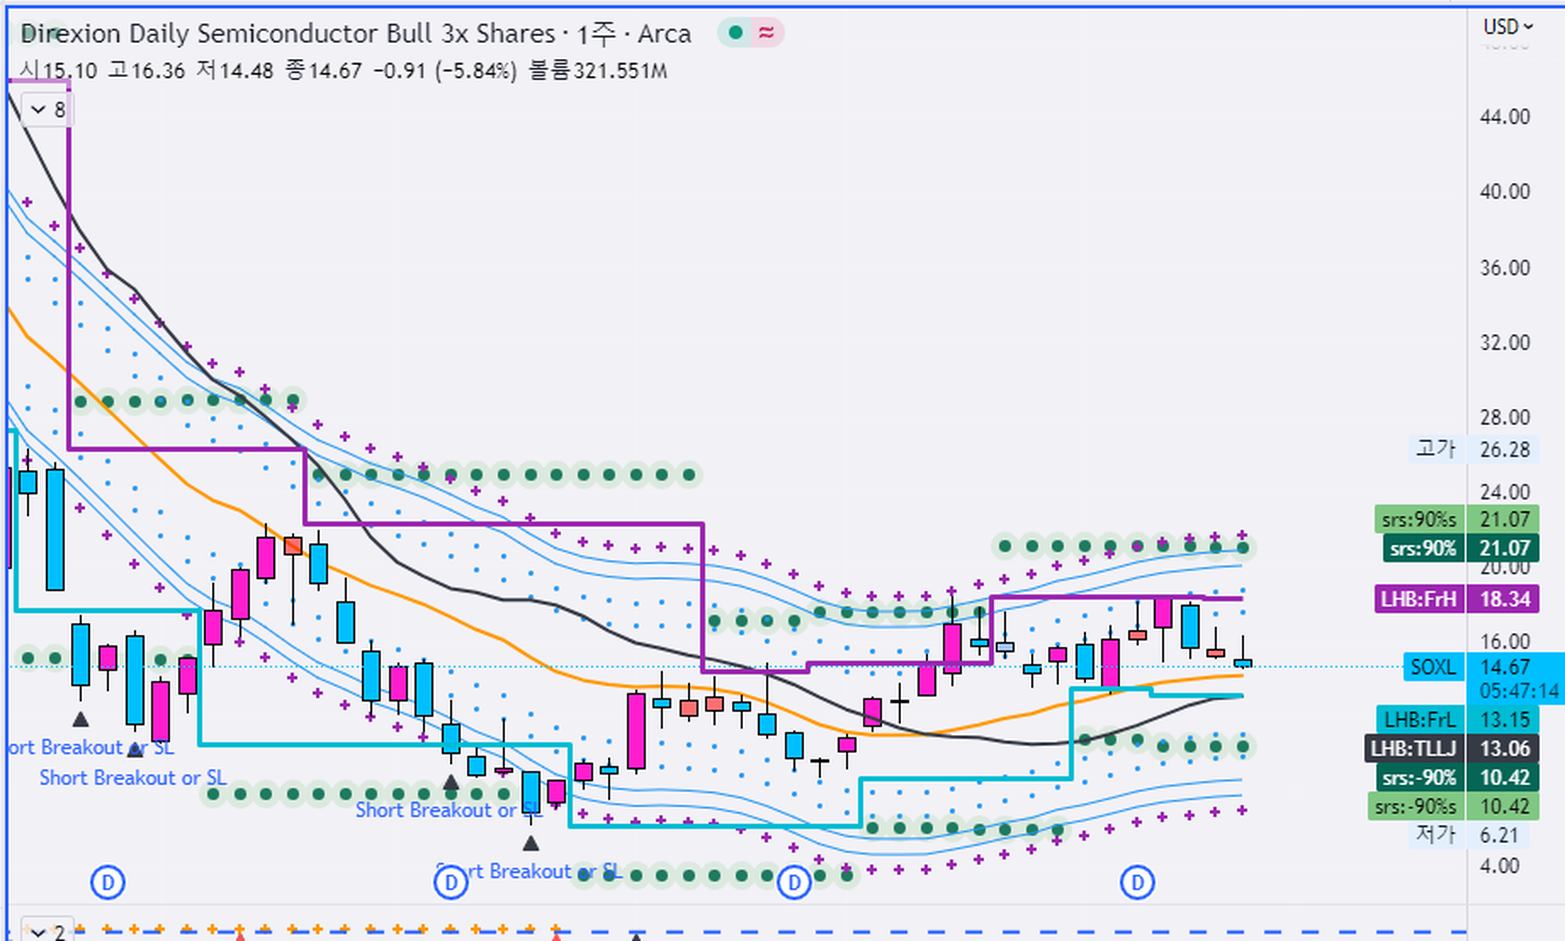 Direxion Daily Semiconductor Bull 3x Shares · 1주 · Arca
USD
시15.10 고16.36 저14.48 종14.67 −0.91 (−5.84%) 볼륨321.551M
8
44.00
40.00
36.00
32.00
28.00
고가 26.28
24.00
srs:90%s 21.07
srs:90% 21.07
20.00
LHB:FrH 18.34
16.00
SOXL 14.67
05:47:14
LHB:FrL 13.15
LHB:TLLJ 13.06
srs:-90% 10.42
srs:-90%s 10.42
저가 6.21
4.00
ort Breakout or SL
Short Breakout or SL
Short Breakout or SL
ort Breakout or SL
D
D
D
D
2